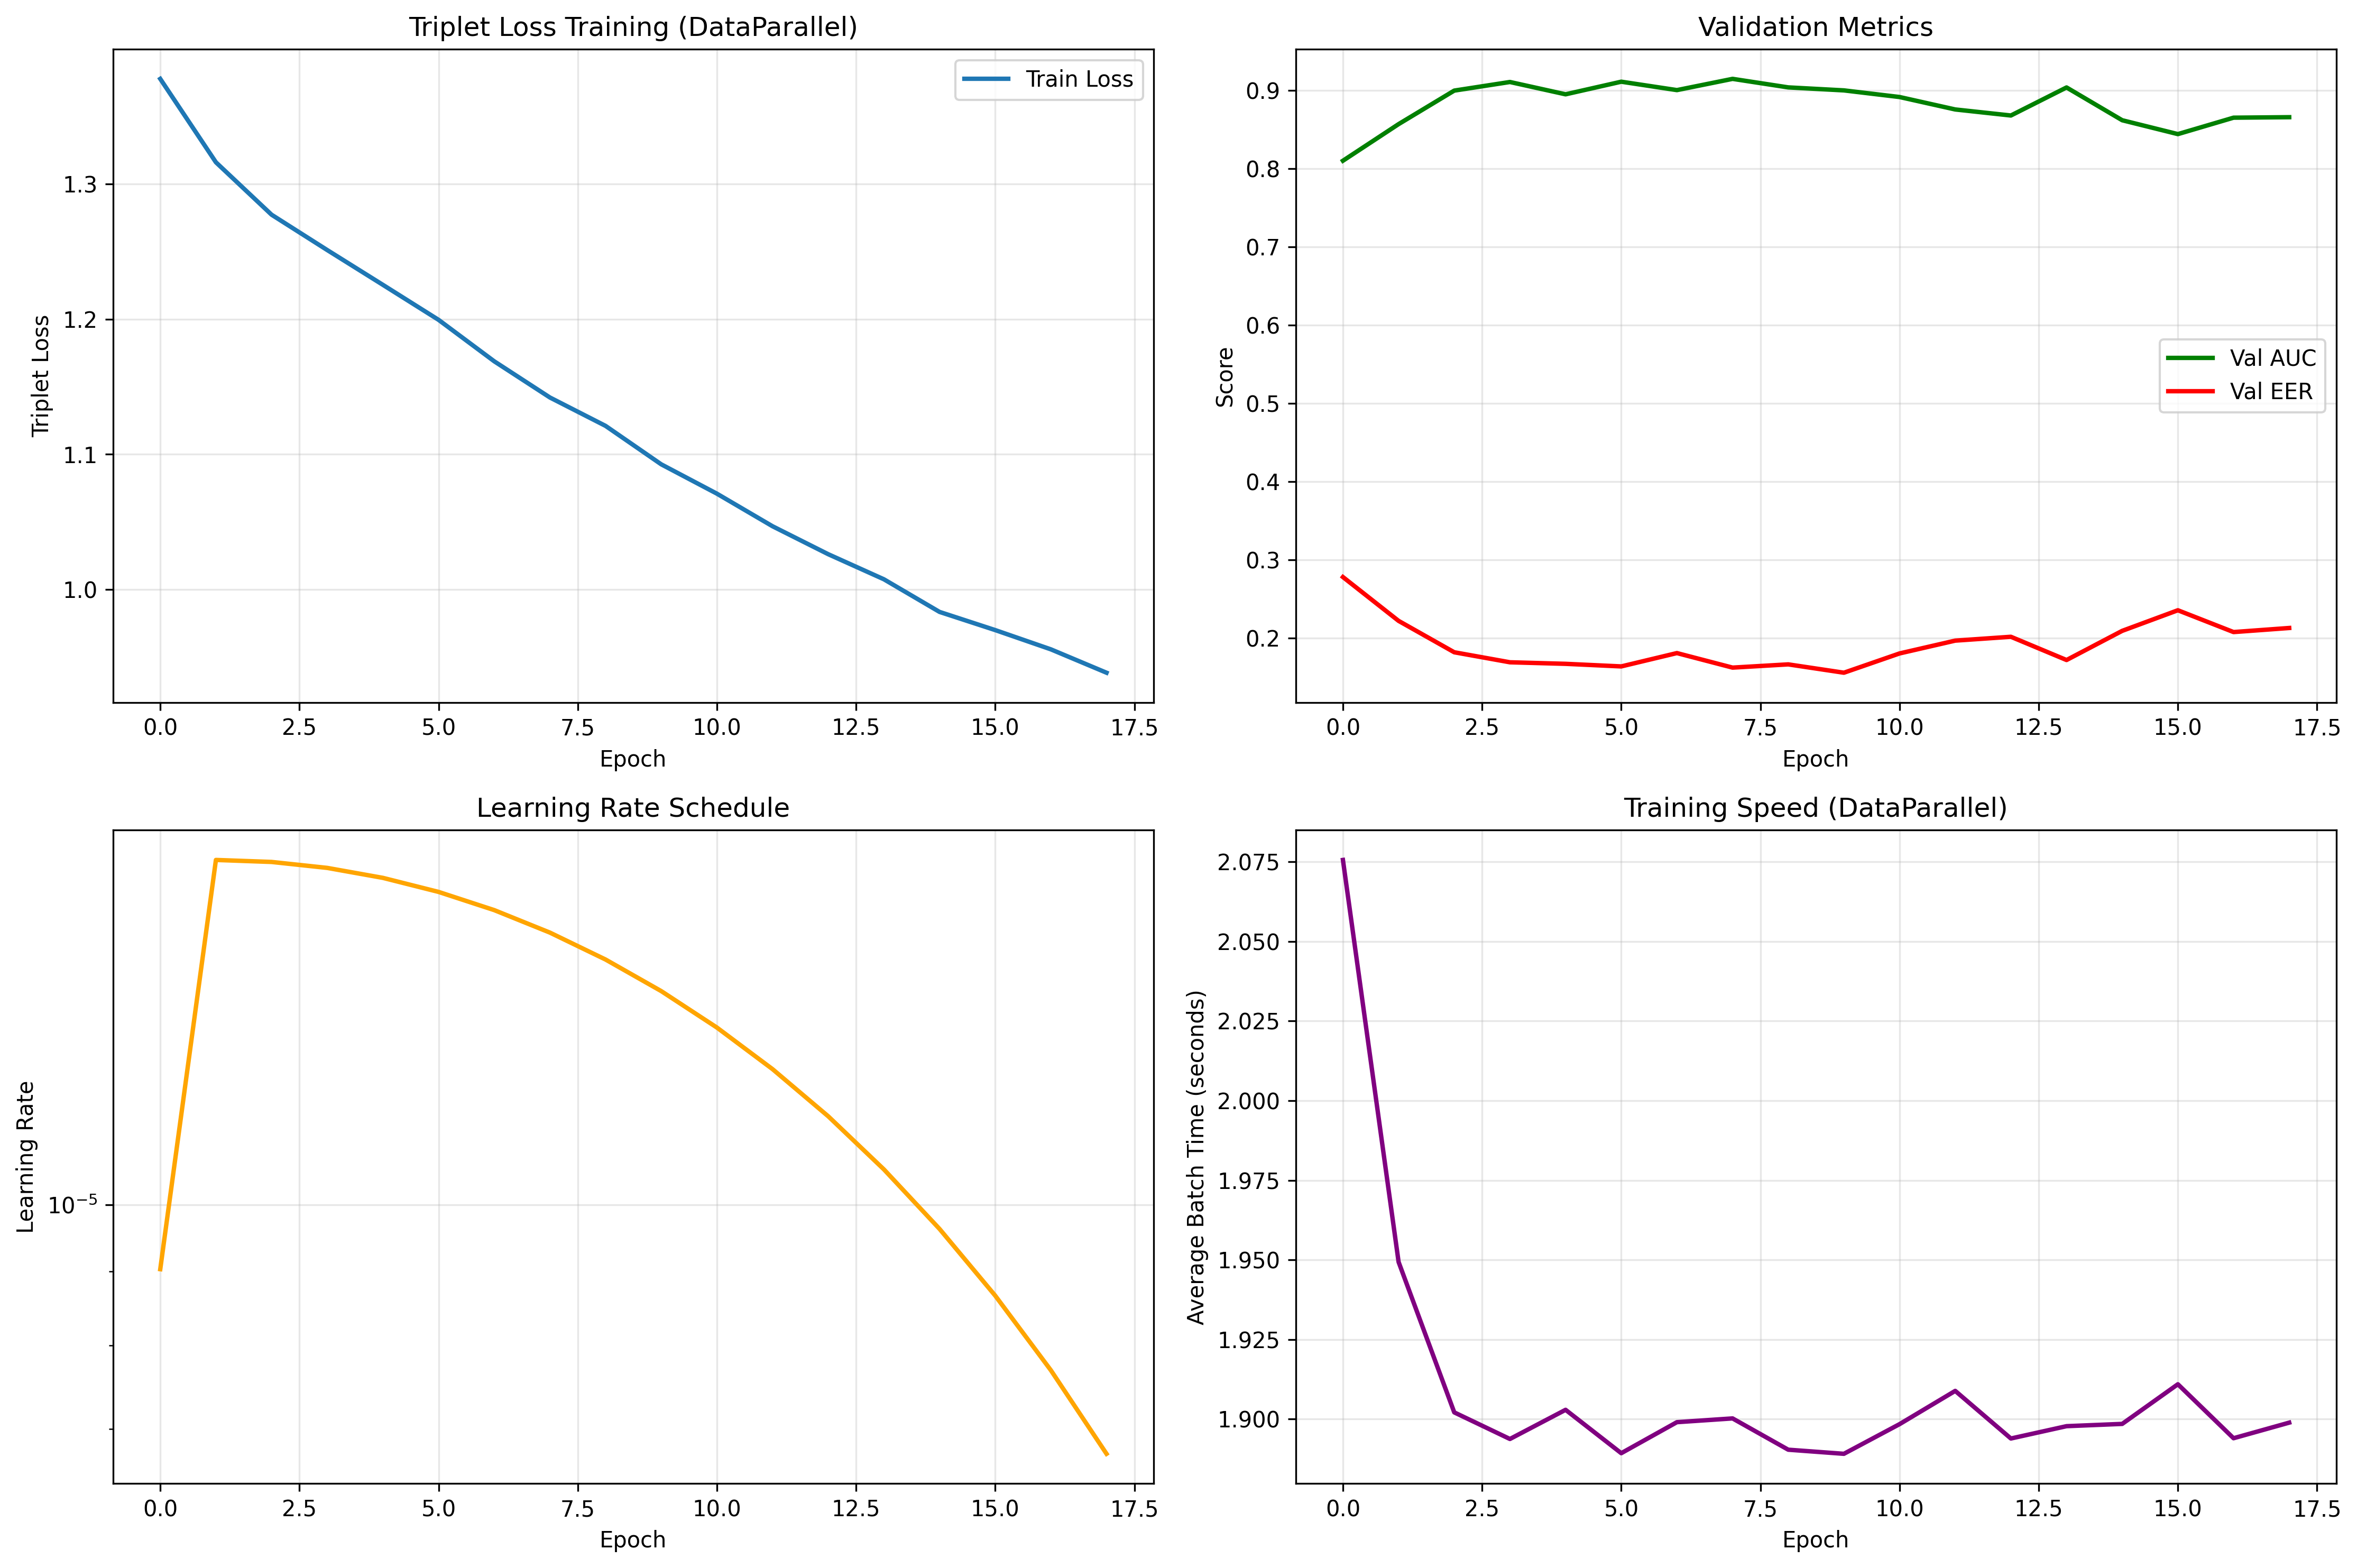 Triplet Loss Training (DataParallel)
Train Loss
Triplet Loss
1.3
1.2
1.1
1.0
0.0 2.5 5.0 7.5 10.0 12.5 15.0 17.5
Epoch
Validation Metrics
Val AUC
Val EER
Score
0.9
0.8
0.7
0.6
0.5
0.4
0.3
0.2
0.0 2.5 5.0 7.5 10.0 12.5 15.0 17.5
Epoch
Learning Rate Schedule
Learning Rate
10⁻⁵
0.0 2.5 5.0 7.5 10.0 12.5 15.0 17.5
Epoch
Training Speed (DataParallel)
Average Batch Time (seconds)
2.075
2.050
2.025
2.000
1.975
1.950
1.925
1.900
0.0 2.5 5.0 7.5 10.0 12.5 15.0 17.5
Epoch